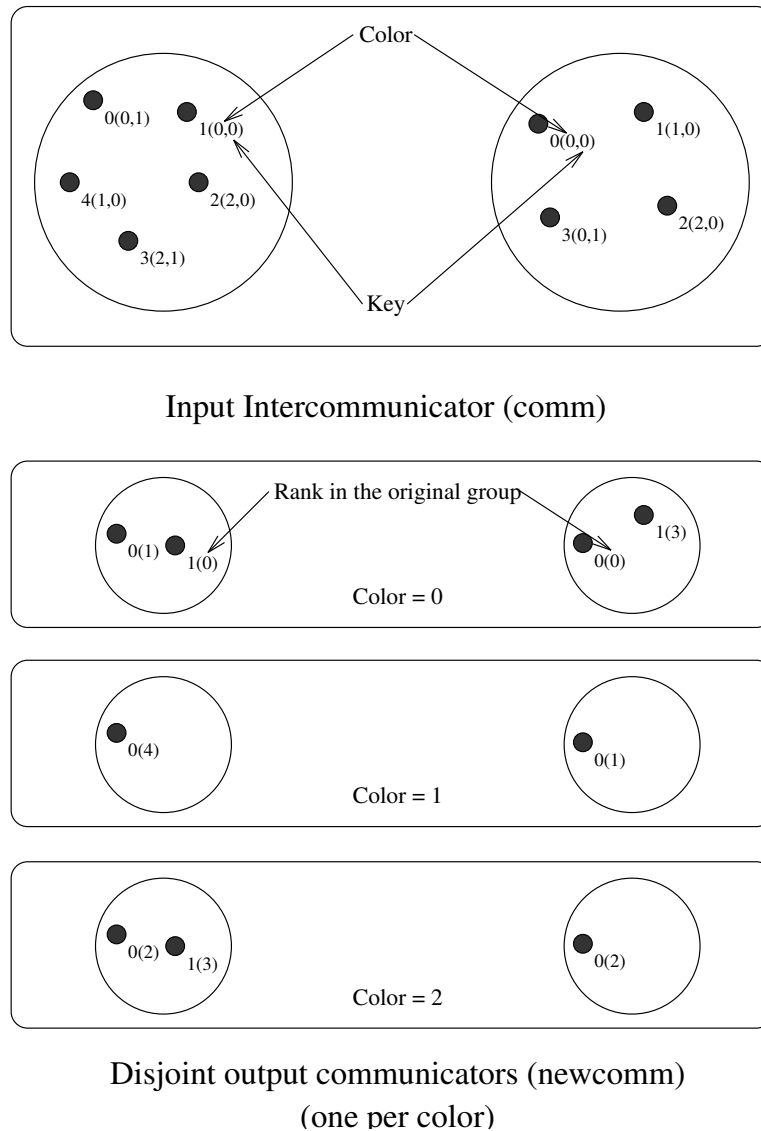 Color
0(0,1)
1(0,0)
0(0,0)
1(1,0)
4(1,0)
2(2,0)
3(2,1)
3(0,1)
2(2,0)
Key
Input Intercommunicator (comm)
Rank in the original group
0(1)
1(0)
0(0)
1(3)
Color = 0
0(4)
0(1)
Color = 1
0(2)
1(3)
0(2)
Color = 2
Disjoint output communicators (newcomm)
(one per color)